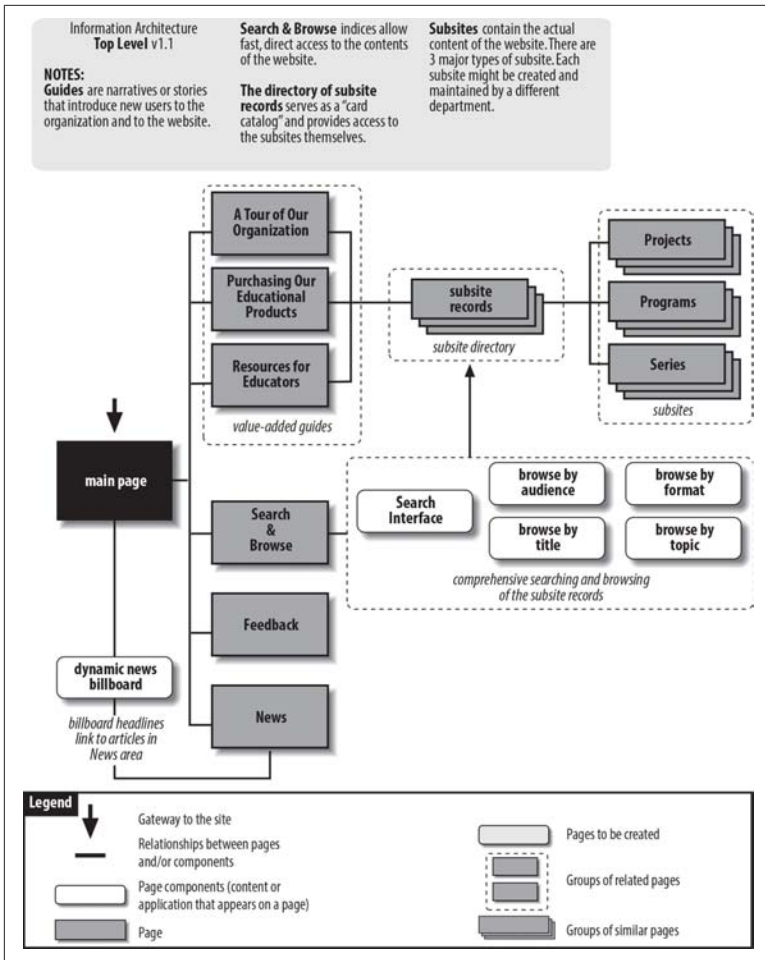 Information Architecture
Top Level v1.1
NOTES:
Guides are narratives or stories
that introduce new users to the
organization and to the website.
Search & Browse indices allow
fast, direct access to the contents
of the website.
The directory of subsite
records serves as a “card
catalog” and provides access to
the subsites themselves.
Subsites contain the actual
content of the website. There are
3 major types of subsite. Each
subsite might be created and
maintained by a different
department.
A Tour of Our
Organization
Purchasing Our
Educational
Products
Resources for
Educators
value-added guides
subsite
records
subsite directory
Projects
Programs
Series
subsites
main page
Search
&
Browse
Search
Interface
browse by
audience
browse by
format
browse by
title
browse by
topic
comprehensive searching and browsing
of the subsite records
Feedback
dynamic news
billboard
News
billboard headlines
link to articles in
News area
Legend
Gateway to the site
Relationships between pages
and/or components
Page components (content or
application that appears on a page)
Page
Pages to be created
Groups of related pages
Groups of similar pages